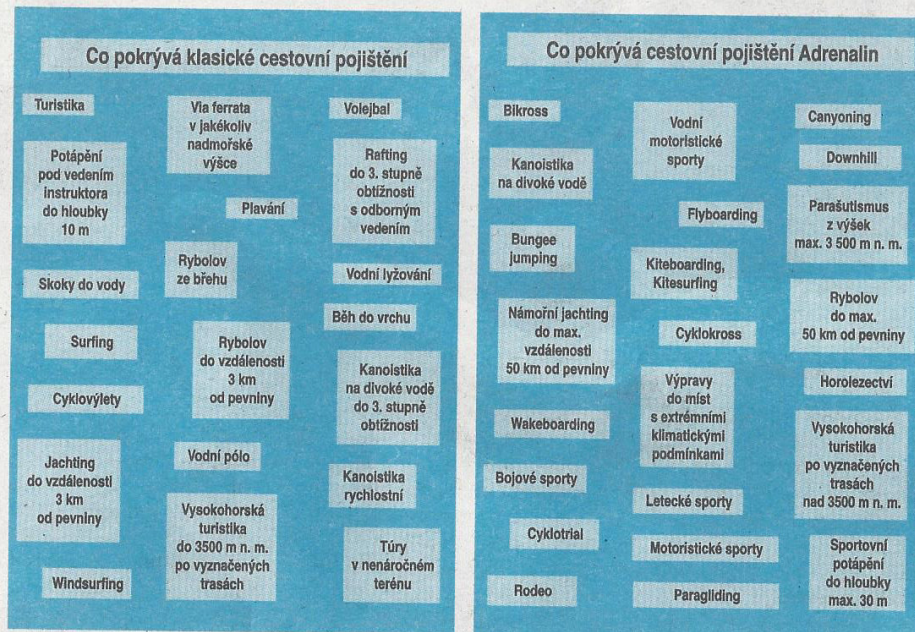 Co pokrývá klasické cestovní pojištění
Turistika
Potápění
pod vedením
instruktora
do hloubky
10 m
Skoky do vody
Surfing
Cyklovýlety
Jachting
do vzdálenosti
3 km
od pevniny
Windsurfing
Via ferrata
v jakékoliv
nadmořské
výšce
Plavání
Rybolov
ze břehu
Rybolov
do vzdálenosti
3 km
od pevniny
Vodní pólo
Vysokohorská
turistika
do 3500 m n. m.
po vyznačených
trasách
Volejbal
Rafting
do 3. stupně
obtížnosti
s odborným
vedením
Vodní lyžování
Běh do vrchu
Kanoistika
na divoké vodě
do 3. stupně
obtížnosti
Kanoistika
rychlostní
Túry
v nenáročném
terénu
Co pokrývá cestovní pojištění Adrenalin
Bikross
Kanoistika
na divoké vodě
Bungee
jumping
Námořní jachting
do max.
vzdálenosti
50 km od pevniny
Wakeboarding
Bojové sporty
Cyklotrial
Rodeo
Vodní
motoristické
sporty
Flyboarding
Kiteboarding,
Kitesurfing
Cyklokross
Výpravy
do míst
s extrémními
klimatickými
podmínkami
Letecké sporty
Motoristické sporty
Paragliding
Canyoning
Downhill
Parašutismus
z výšek
max. 3 500 m n. m.
Rybolov
do max.
50 km od pevniny
Horolezectví
Vysokohorská
turistika
po vyznačených
trasách
nad 3500 m n. m.
Sportovní
potápění
do hloubky
max. 30 m